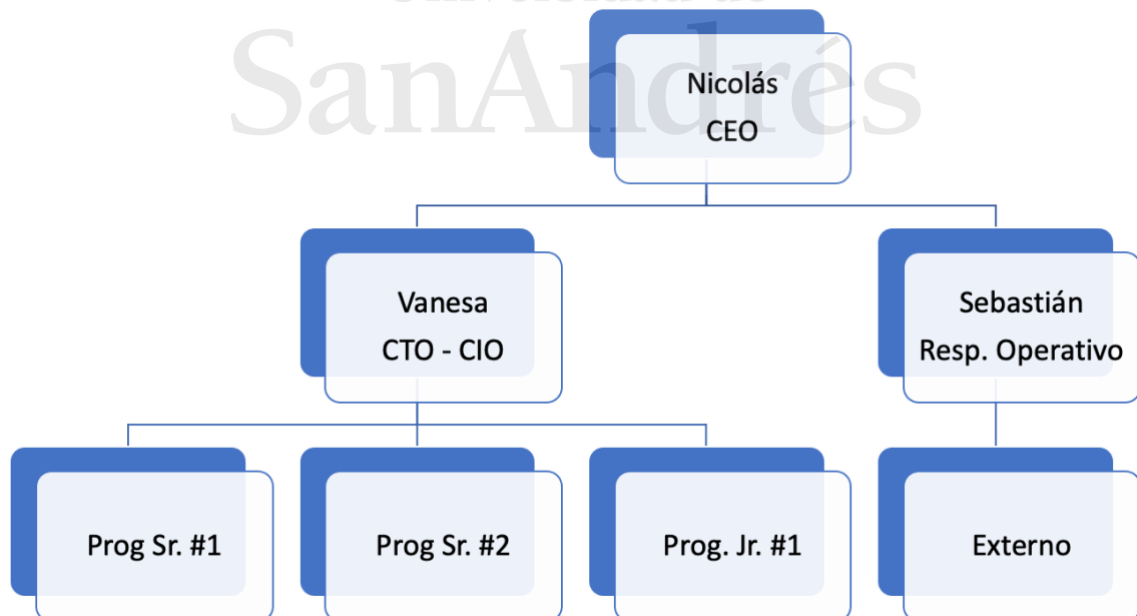 SanAndrés
Nicolás
CEO
Vanesa
CTO - CIO
Sebastián
Resp. Operativo
Prog Sr. #1
Prog Sr. #2
Prog. Jr. #1
Externo